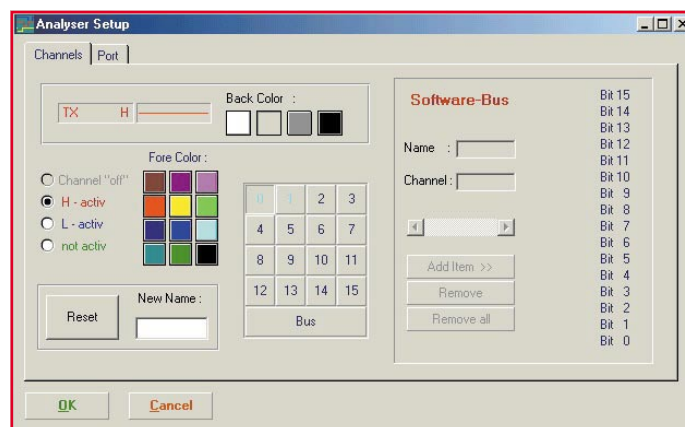 Analyser Setup
Channels
Port
TX H
Back Color :
Fore Color :
Channel "off"
H - activ
L - activ
not activ
0 1 2 3
4 5 6 7
8 9 10 11
12 13 14 15
Bus
Reset
New Name :
Software-Bus
Name :
Channel :
Add Item >>
Remove
Remove all
Bit 15
Bit 14
Bit 13
Bit 12
Bit 11
Bit 10
Bit 9
Bit 8
Bit 7
Bit 6
Bit 5
Bit 4
Bit 3
Bit 2
Bit 1
Bit 0
OK
Cancel